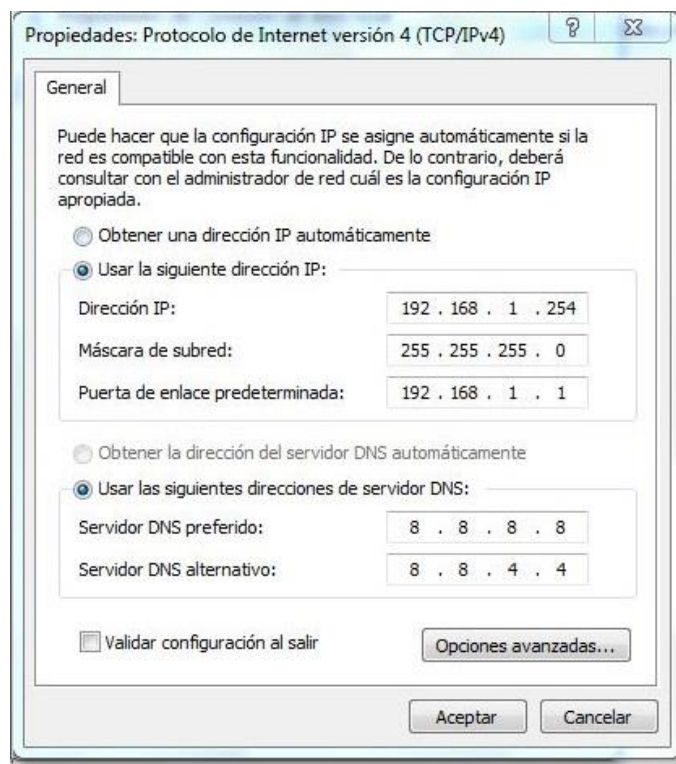 Propiedades: Protocolo de Internet versión 4 (TCP/IPv4)
General
Puede hacer que la configuración IP se asigne automáticamente si la
red es compatible con esta funcionalidad. De lo contrario, deberá
consultar con el administrador de red cuál es la configuración IP
apropiada.
Obtener una dirección IP automáticamente
Usar la siguiente dirección IP:
Dirección IP: 192 . 168 . 1 . 254
Máscara de subred: 255 . 255 . 255 . 0
Puerta de enlace predeterminada: 192 . 168 . 1 . 1
Obtener la dirección del servidor DNS automáticamente
Usar las siguientes direcciones de servidor DNS:
Servidor DNS preferido: 8 . 8 . 8 . 8
Servidor DNS alternativo: 8 . 8 . 4 . 4
Validar configuración al salir
Opciones avanzadas...
Aceptar Cancelar